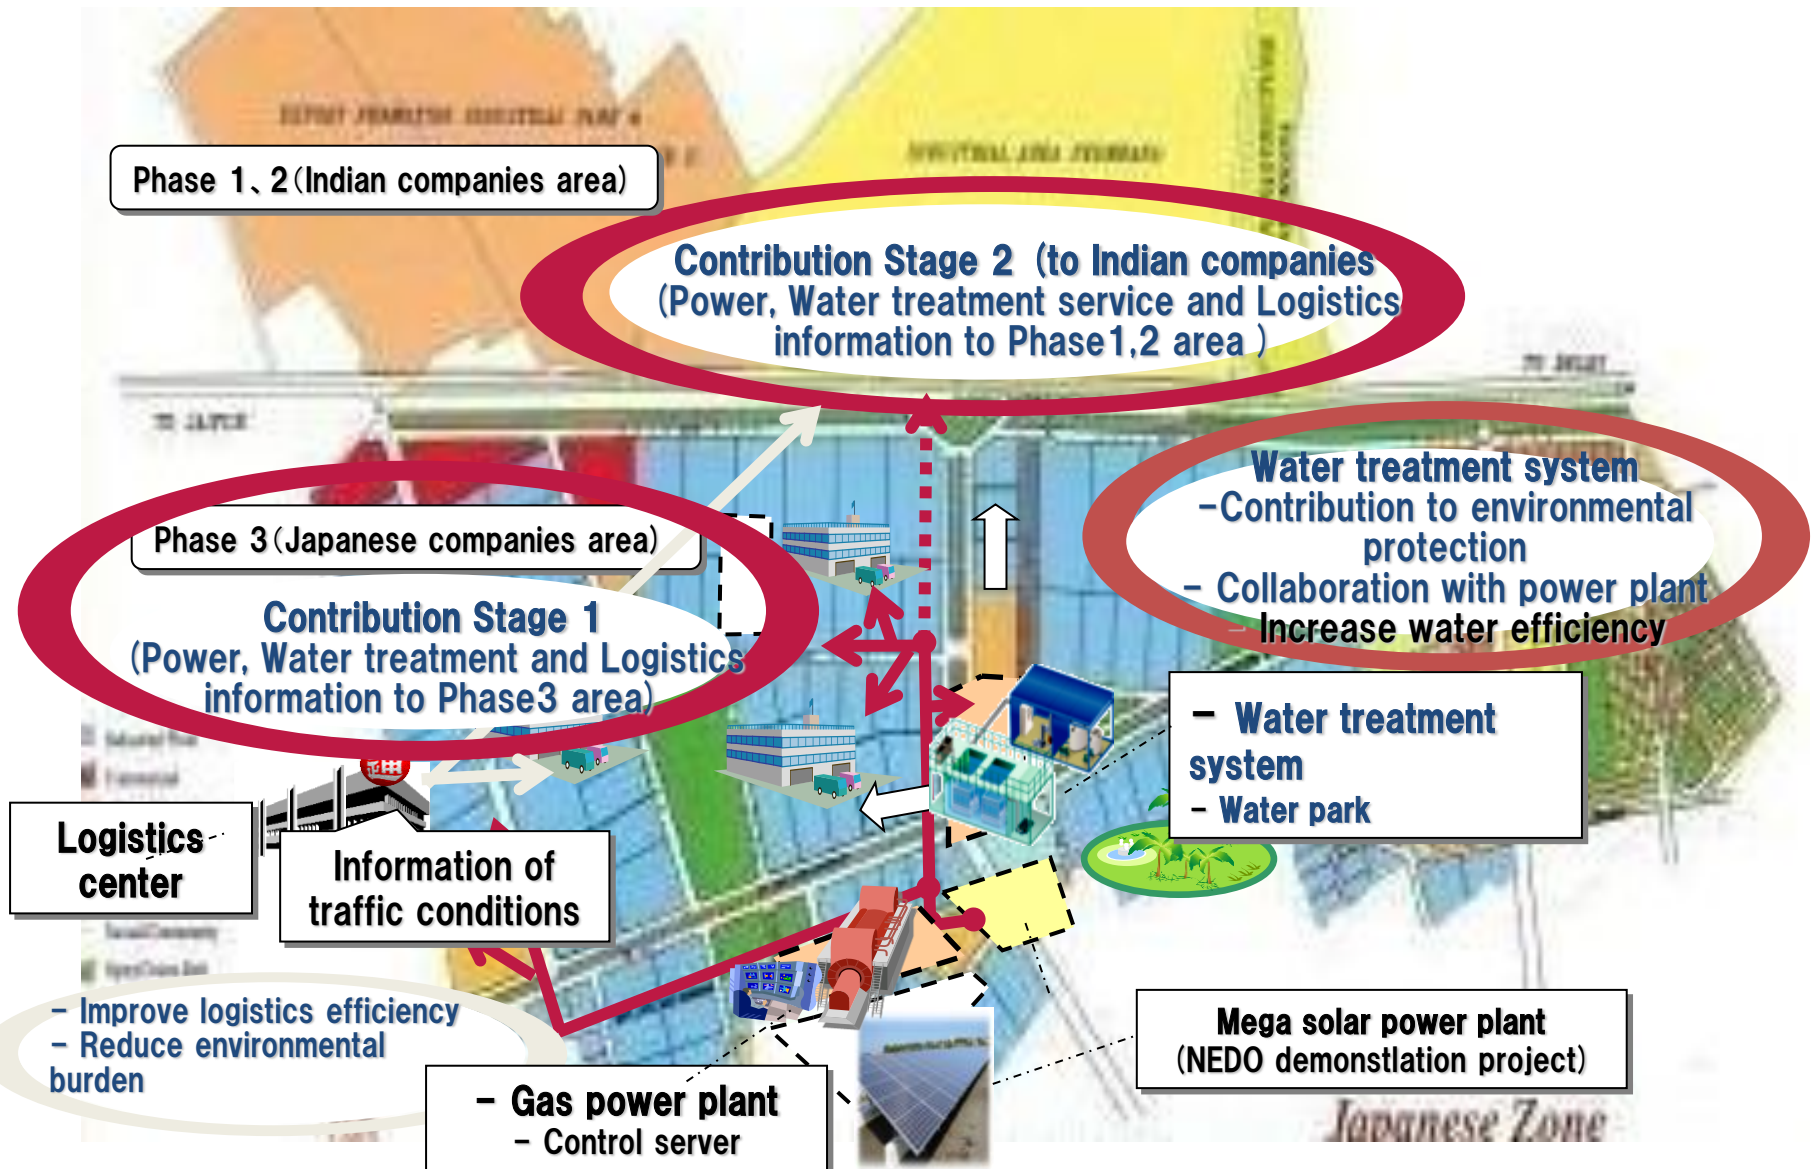 Phase 1、2(Indian companies area)
Contribution Stage 2 (to Indian companies
(Power, Water treatment service and Logistics
information to Phase1,2 area )
TO JAIPUR
Phase 3(Japanese companies area)
Contribution Stage 1
(Power, Water treatment and Logistics
information to Phase3 area)
Water treatment system
-Contribution to environmental
protection
- Collaboration with power plant
- Increase water efficiency
- Water treatment
system
- Water park
Logistics
center
Information of
traffic conditions
- Improve logistics efficiency
- Reduce environmental
burden
- Gas power plant
- Control server
Mega solar power plant
(NEDO demonstlation project)
Japanese Zone